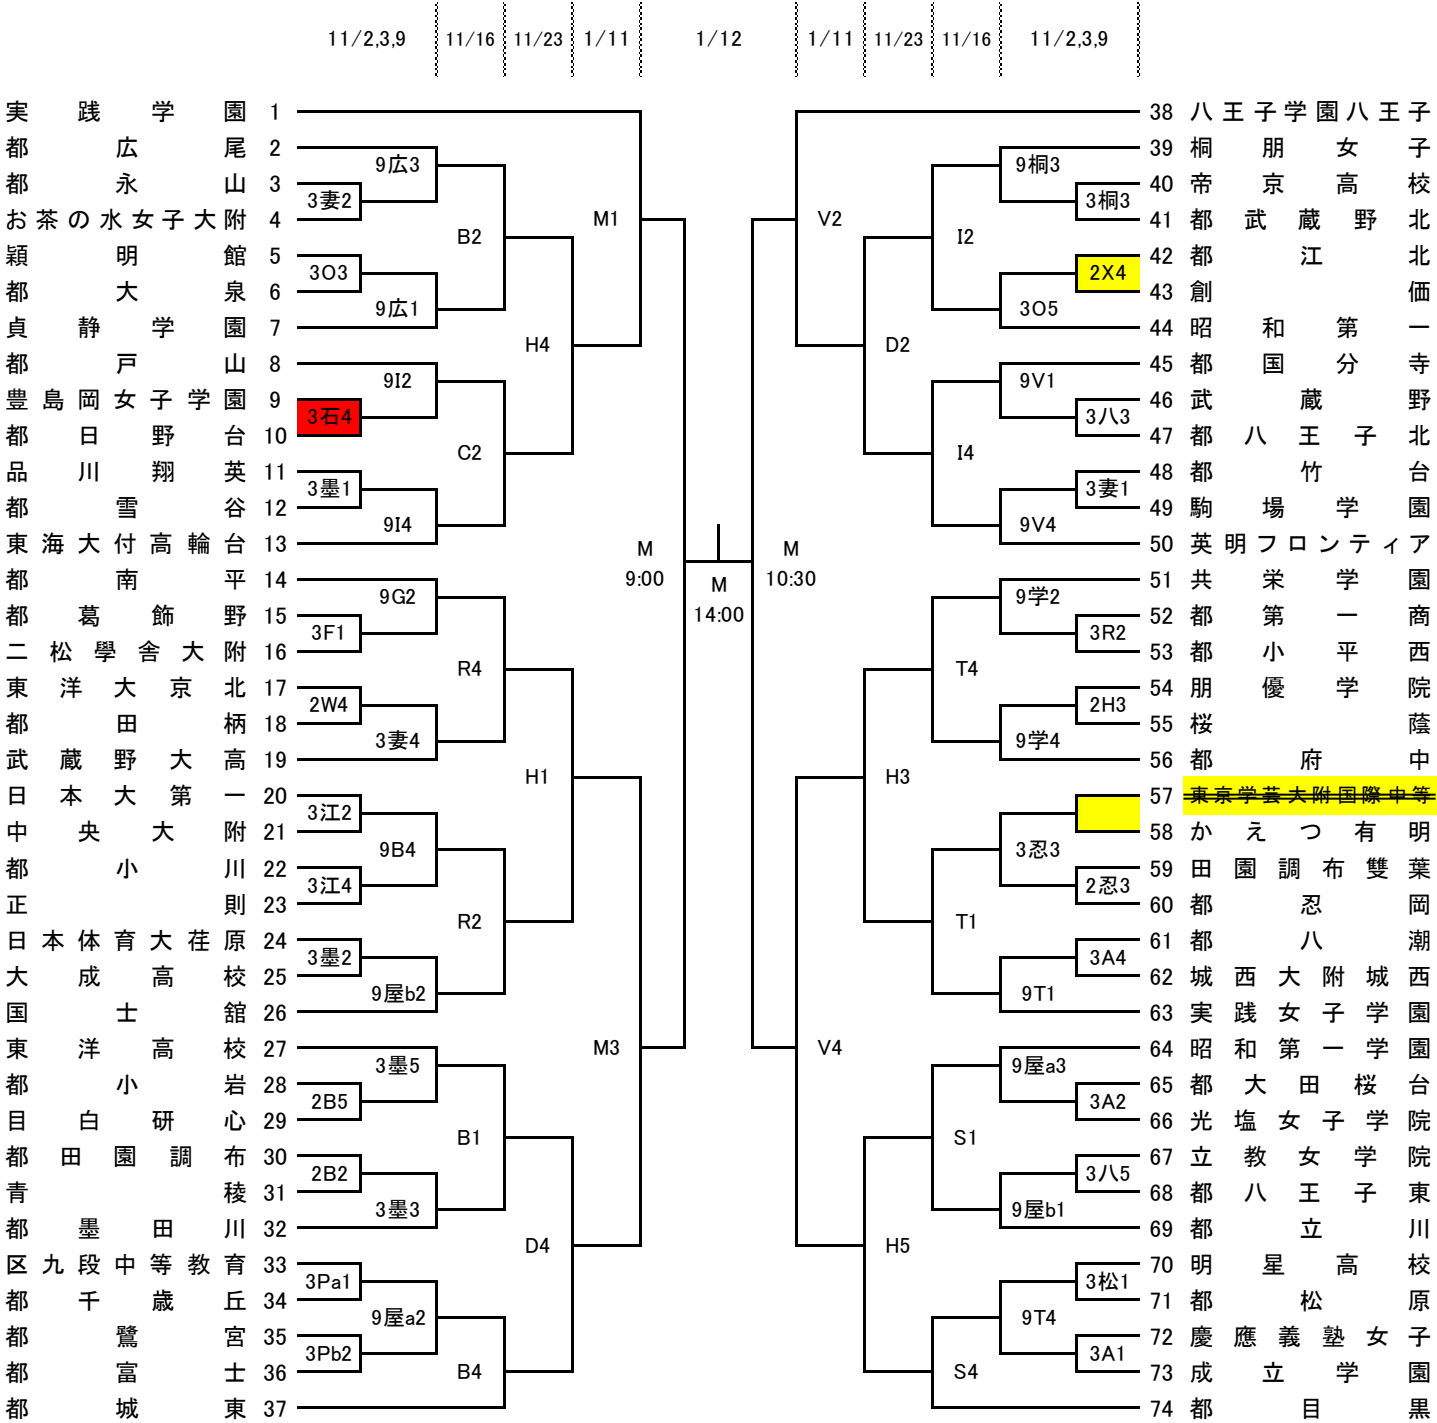 11/2,3,9 11/16 11/23 1/11 1/12 1/11 11/23 11/16 11/2,3,9
実践学園 1
都広尾 2
都永山 3
お茶の水女子大附 4
穎明館 5
都大泉 6
貞静学園 7
都戸山 8
豊島岡女子学園 9
都日野台 10
品川翔英 11
都雪谷 12
東海大付高輪台 13
都南平 14
都葛飾野 15
二松學舎大附 16
東洋大京北 17
都田柄 18
武蔵野大高 19
日本大第一 20
中央大附 21
都小川 22
正則 23
日本体育大荏原 24
大成高校 25
国士舘 26
東洋高校 27
都小岩 28
目白研心 29
都田園調布 30
青稜 31
都墨田川 32
区九段中等教育 33
都千歳丘 34
都鷺宮 35
都富士 36
都城東 37
9広3
3妻2
3O3
9広1
9I2
3石4
3墨1
9I4
9G2
3F1
2W4
3妻4
3江2
9B4
3江4
3墨2
9屋b2
3墨5
2B5
2B2
3墨3
3Pa1
9屋a2
3Pb2
B2
C2
R4
R2
B1
B4
H4
H1
D4
M1
M3
M
9:00
M
14:00
M
10:30
V2
V4
D2
H3
H5
I2
I4
T4
T1
S1
S4
9桐3
3桐3
2X4
3O5
9V1
3八3
3妻1
9V4
9学2
3R2
2H3
9学4
3忍3
2忍3
3A4
9T1
9屋a3
3A2
3八5
9屋b1
3松1
9T4
3A1
38 八王子学園八王子
39 桐朋女子
40 帝京高校
41 都武蔵野北
42 都江北
43 創価
44 昭和第一
45 都国分寺
46 武蔵野
47 都八王子北
48 都竹台
49 駒場学園
50 英明フロンティア
51 共栄学園
52 都第一商
53 都小平西
54 朋優学院
55 桜蔭
56 都府中
57 東京学芸大附国際中等
58 かえつ有明
59 田園調布雙葉
60 都忍岡
61 都八潮
62 城西大附城西
63 実践女子学園
64 昭和第一学園
65 都大田桜台
66 光塩女子学院
67 立教女学院
68 都八王子東
69 都立川
70 明星高校
71 都松原
72 慶應義塾女子
73 成立学園
74 都目黒